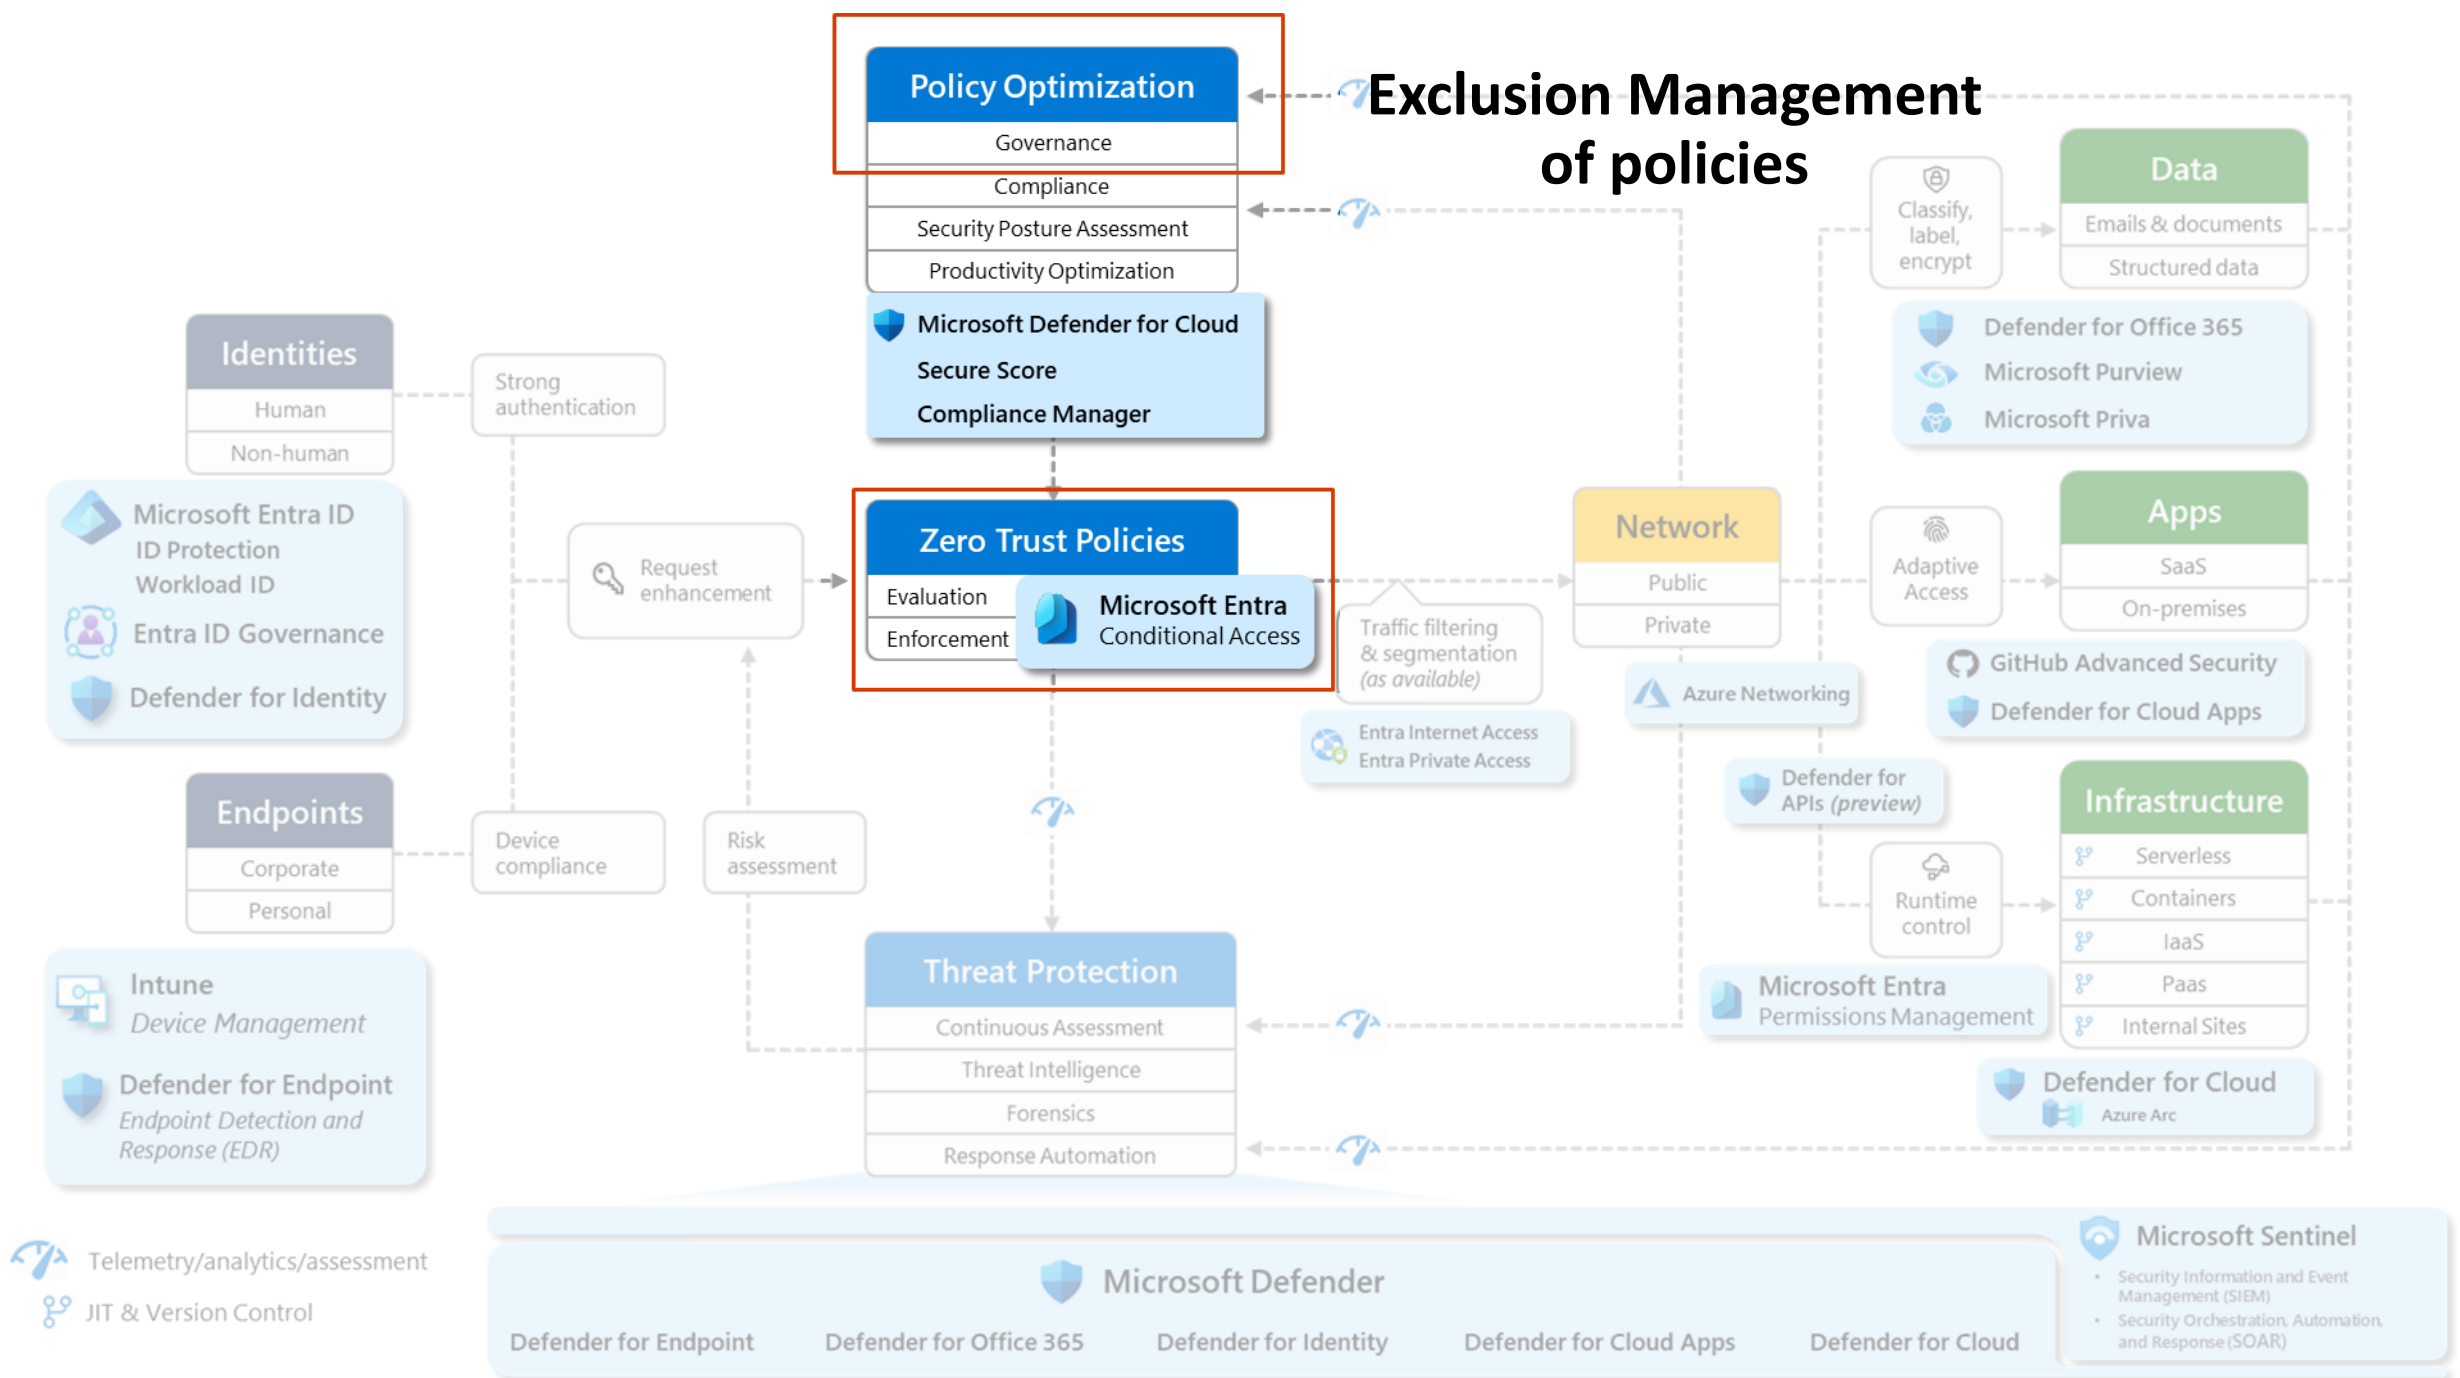 Policy Optimization
Governance
Compliance
Security Posture Assessment
Productivity Optimization
Microsoft Defender for Cloud
Secure Score
Compliance Manager
Exclusion Management
of policies
Identities
Human
Non-human
Strong
authentication
Microsoft Entra ID
ID Protection
Workload ID
Entra ID Governance
Defender for Identity
Endpoints
Corporate
Personal
Device
compliance
Intune
Device Management
Defender for Endpoint
Endpoint Detection and
Response (EDR)
Request
enhancement
Risk
assessment
Zero Trust Policies
Evaluation
Enforcement
Microsoft Entra
Conditional Access
Traffic filtering
& segmentation
(as available)
Entra Internet Access
Entra Private Access
Network
Public
Private
Azure Networking
Classify,
label,
encrypt
Data
Emails & documents
Structured data
Defender for Office 365
Microsoft Purview
Microsoft Priva
Adaptive
Access
Apps
SaaS
On-premises
GitHub Advanced Security
Defender for Cloud Apps
Defender for
APIs (preview)
Runtime
control
Infrastructure
Serverless
Containers
IaaS
Paas
Internal Sites
Microsoft Entra
Permissions Management
Defender for Cloud
Azure Arc
Threat Protection
Continuous Assessment
Threat Intelligence
Forensics
Response Automation
Telemetry/analytics/assessment
JIT & Version Control
Microsoft Defender
Defender for Endpoint
Defender for Office 365
Defender for Identity
Defender for Cloud Apps
Defender for Cloud
Microsoft Sentinel
• Security Information and Event
Management (SIEM)
• Security Orchestration, Automation,
and Response (SOAR)